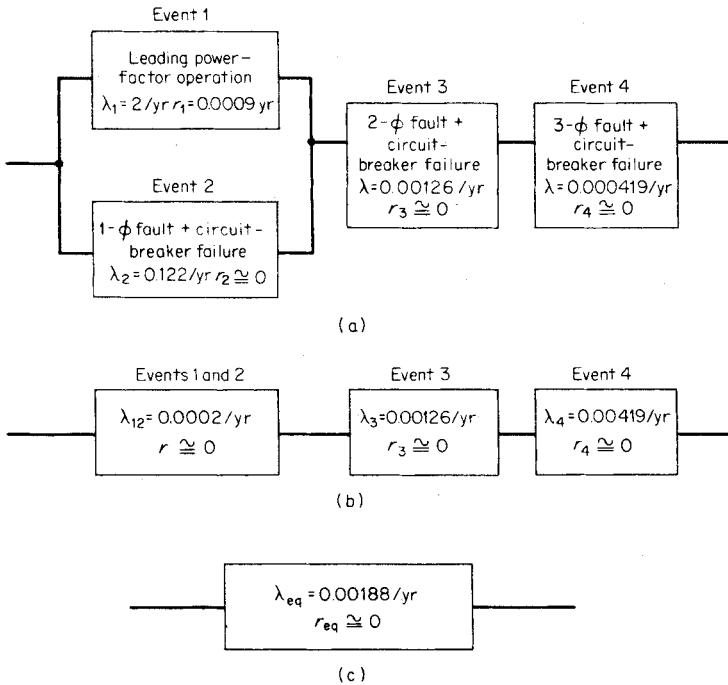 Event 1
Leading power-
factor operation
λ₁ = 2/yr r₁ = 0.0009 yr
Event 2
1-ϕ fault + circuit-
breaker failure
λ₂ = 0.122/yr r₂ ≅ 0
Event 3
2-ϕ fault +
circuit-
breaker failure
λ = 0.00126/yr
r₃ ≅ 0
Event 4
3-ϕ fault +
circuit-
breaker failure
λ = 0.000419/yr
r₄ ≅ 0
(a)
Events 1 and 2
λ₁₂ = 0.0002/yr
r ≅ 0
Event 3
λ₃ = 0.00126/yr
r₃ ≅ 0
Event 4
λ₄ = 0.00419/yr
r₄ ≅ 0
(b)
λeq = 0.00188/yr
req ≅ 0
(c)